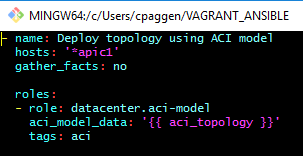 MINGW64:/c/Users/cpaggen/VAGRANT_ANSIBLE
- name: Deploy topology using ACI model
hosts: '*apic1'
gather_facts: no
roles:
- role: datacenter.aci-model
aci_model_data: '{{ aci_topology }}'
tags: aci